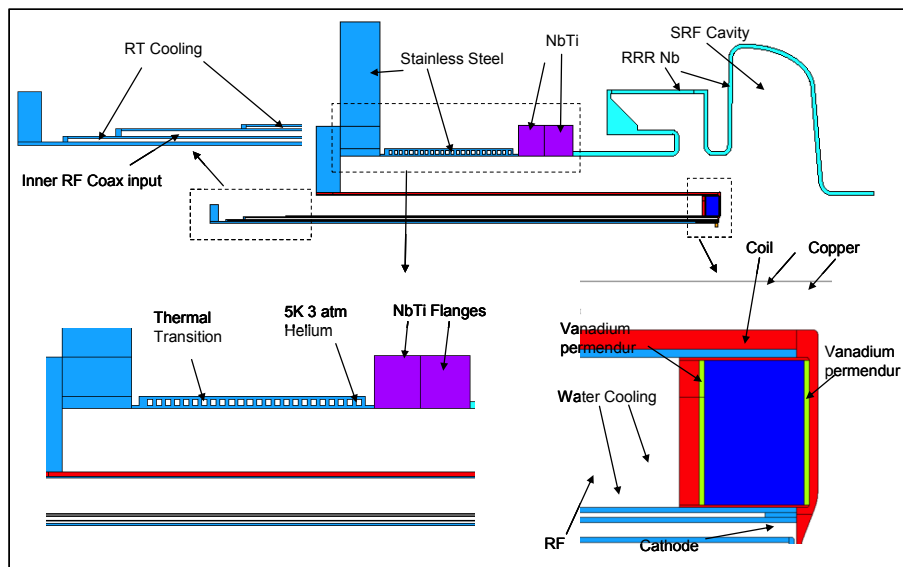 RT Cooling
Stainless Steel
NbTi
SRF Cavity
RRR Nb
Inner RF Coax input
Thermal
Transition
5K 3 atm
Helium
NbTi Flanges
Coil
Copper
Vanadium
permendur
Vanadium
permendur
Water Cooling
RF
Cathode